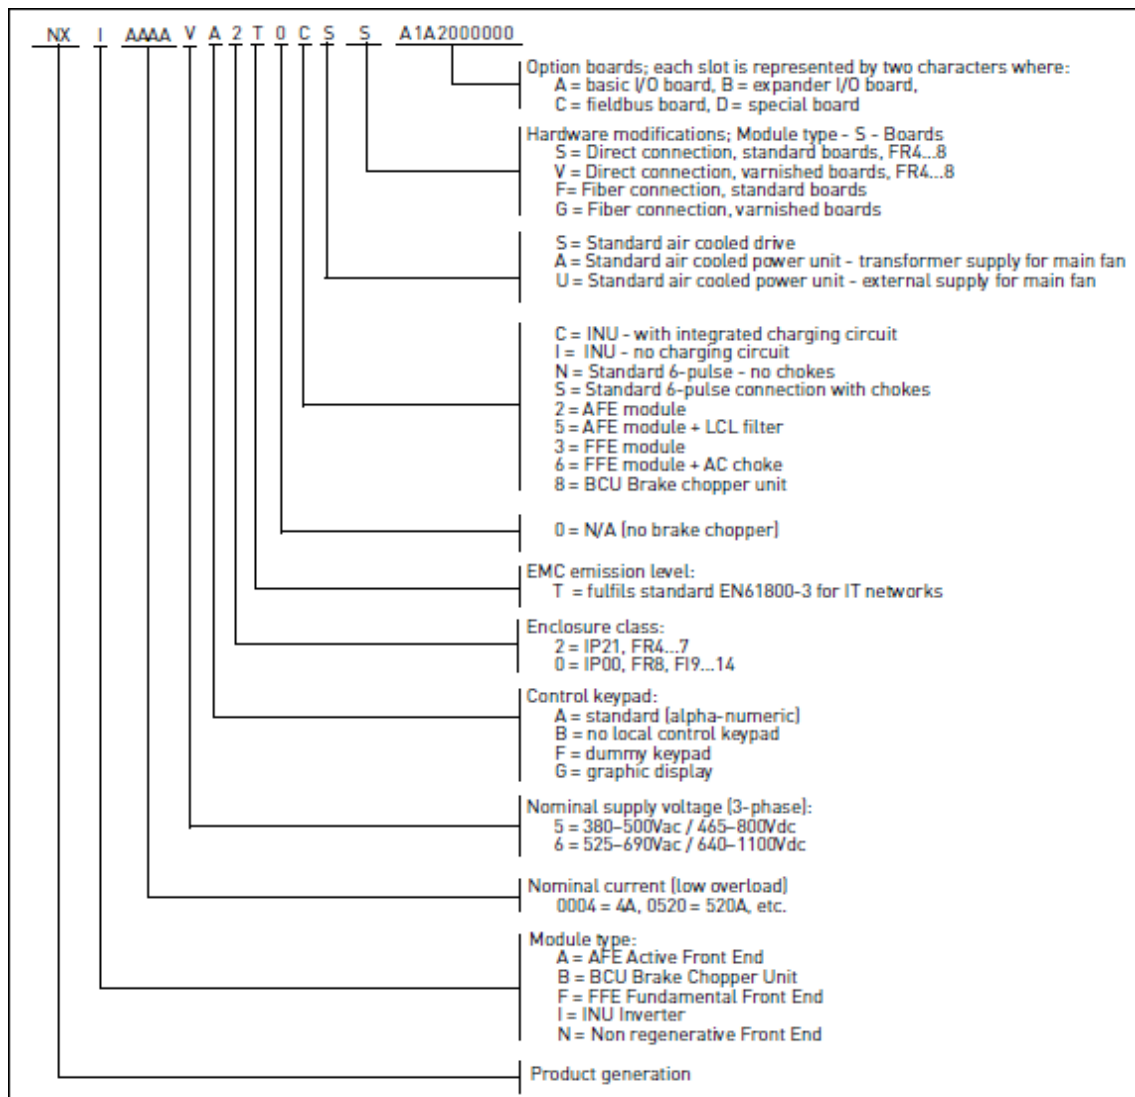 NX I AAAA V A 2 T 0 C S S A1A2000000
Option boards; each slot is represented by two characters where:
A = basic I/O board, B = expander I/O board,
C = fieldbus board, D = special board
Hardware modifications; Module type - S - Boards
S = Direct connection, standard boards, FR4...8
V = Direct connection, varnished boards, FR4...8
F= Fiber connection, standard boards
G = Fiber connection, varnished boards
S = Standard air cooled drive
A = Standard air cooled power unit - transformer supply for main fan
U = Standard air cooled power unit - external supply for main fan
C = INU - with integrated charging circuit
I = INU - no charging circuit
N = Standard 6-pulse - no chokes
S = Standard 6-pulse connection with chokes
2 = AFE module
5 = AFE module + LCL filter
3 = FFE module
6 = FFE module + AC choke
8 = BCU Brake chopper unit
0 = N/A (no brake chopper)
EMC emission level:
T = fulfils standard EN61800-3 for IT networks
Enclosure class:
2 = IP21, FR4...7
0 = IP00, FR8, FI9...14
Control keypad:
A = standard (alpha-numeric)
B = no local control keypad
F = dummy keypad
G = graphic display
Nominal supply voltage (3-phase):
5 = 380–500Vac / 465–800Vdc
6 = 525–690Vac / 640–1100Vdc
Nominal current (low overload)
0004 = 4A, 0520 = 520A, etc.
Module type:
A = AFE Active Front End
B = BCU Brake Chopper Unit
F = FFE Fundamental Front End
I = INU Inverter
N = Non regenerative Front End
Product generation